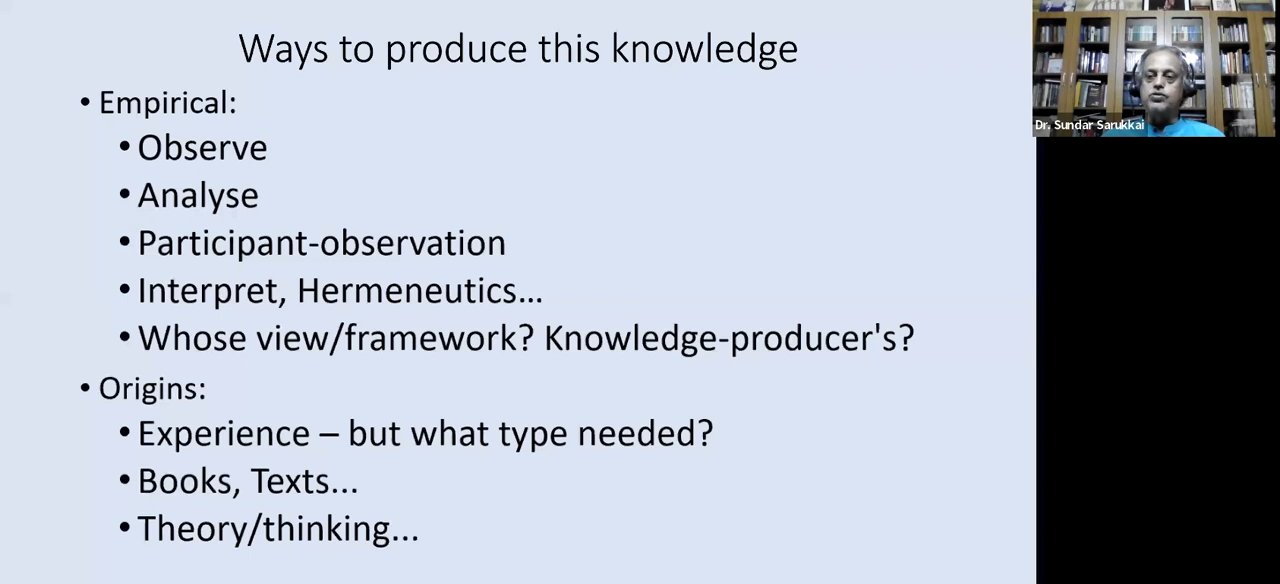 Ways to produce this knowledge
• Empirical:
• Observe
• Analyse
• Participant-observation
• Interpret, Hermeneutics...
• Whose view/framework? Knowledge-producer's?
• Origins:
• Experience – but what type needed?
• Books, Texts...
• Theory/thinking...
Dr. Sundar Sarukkai